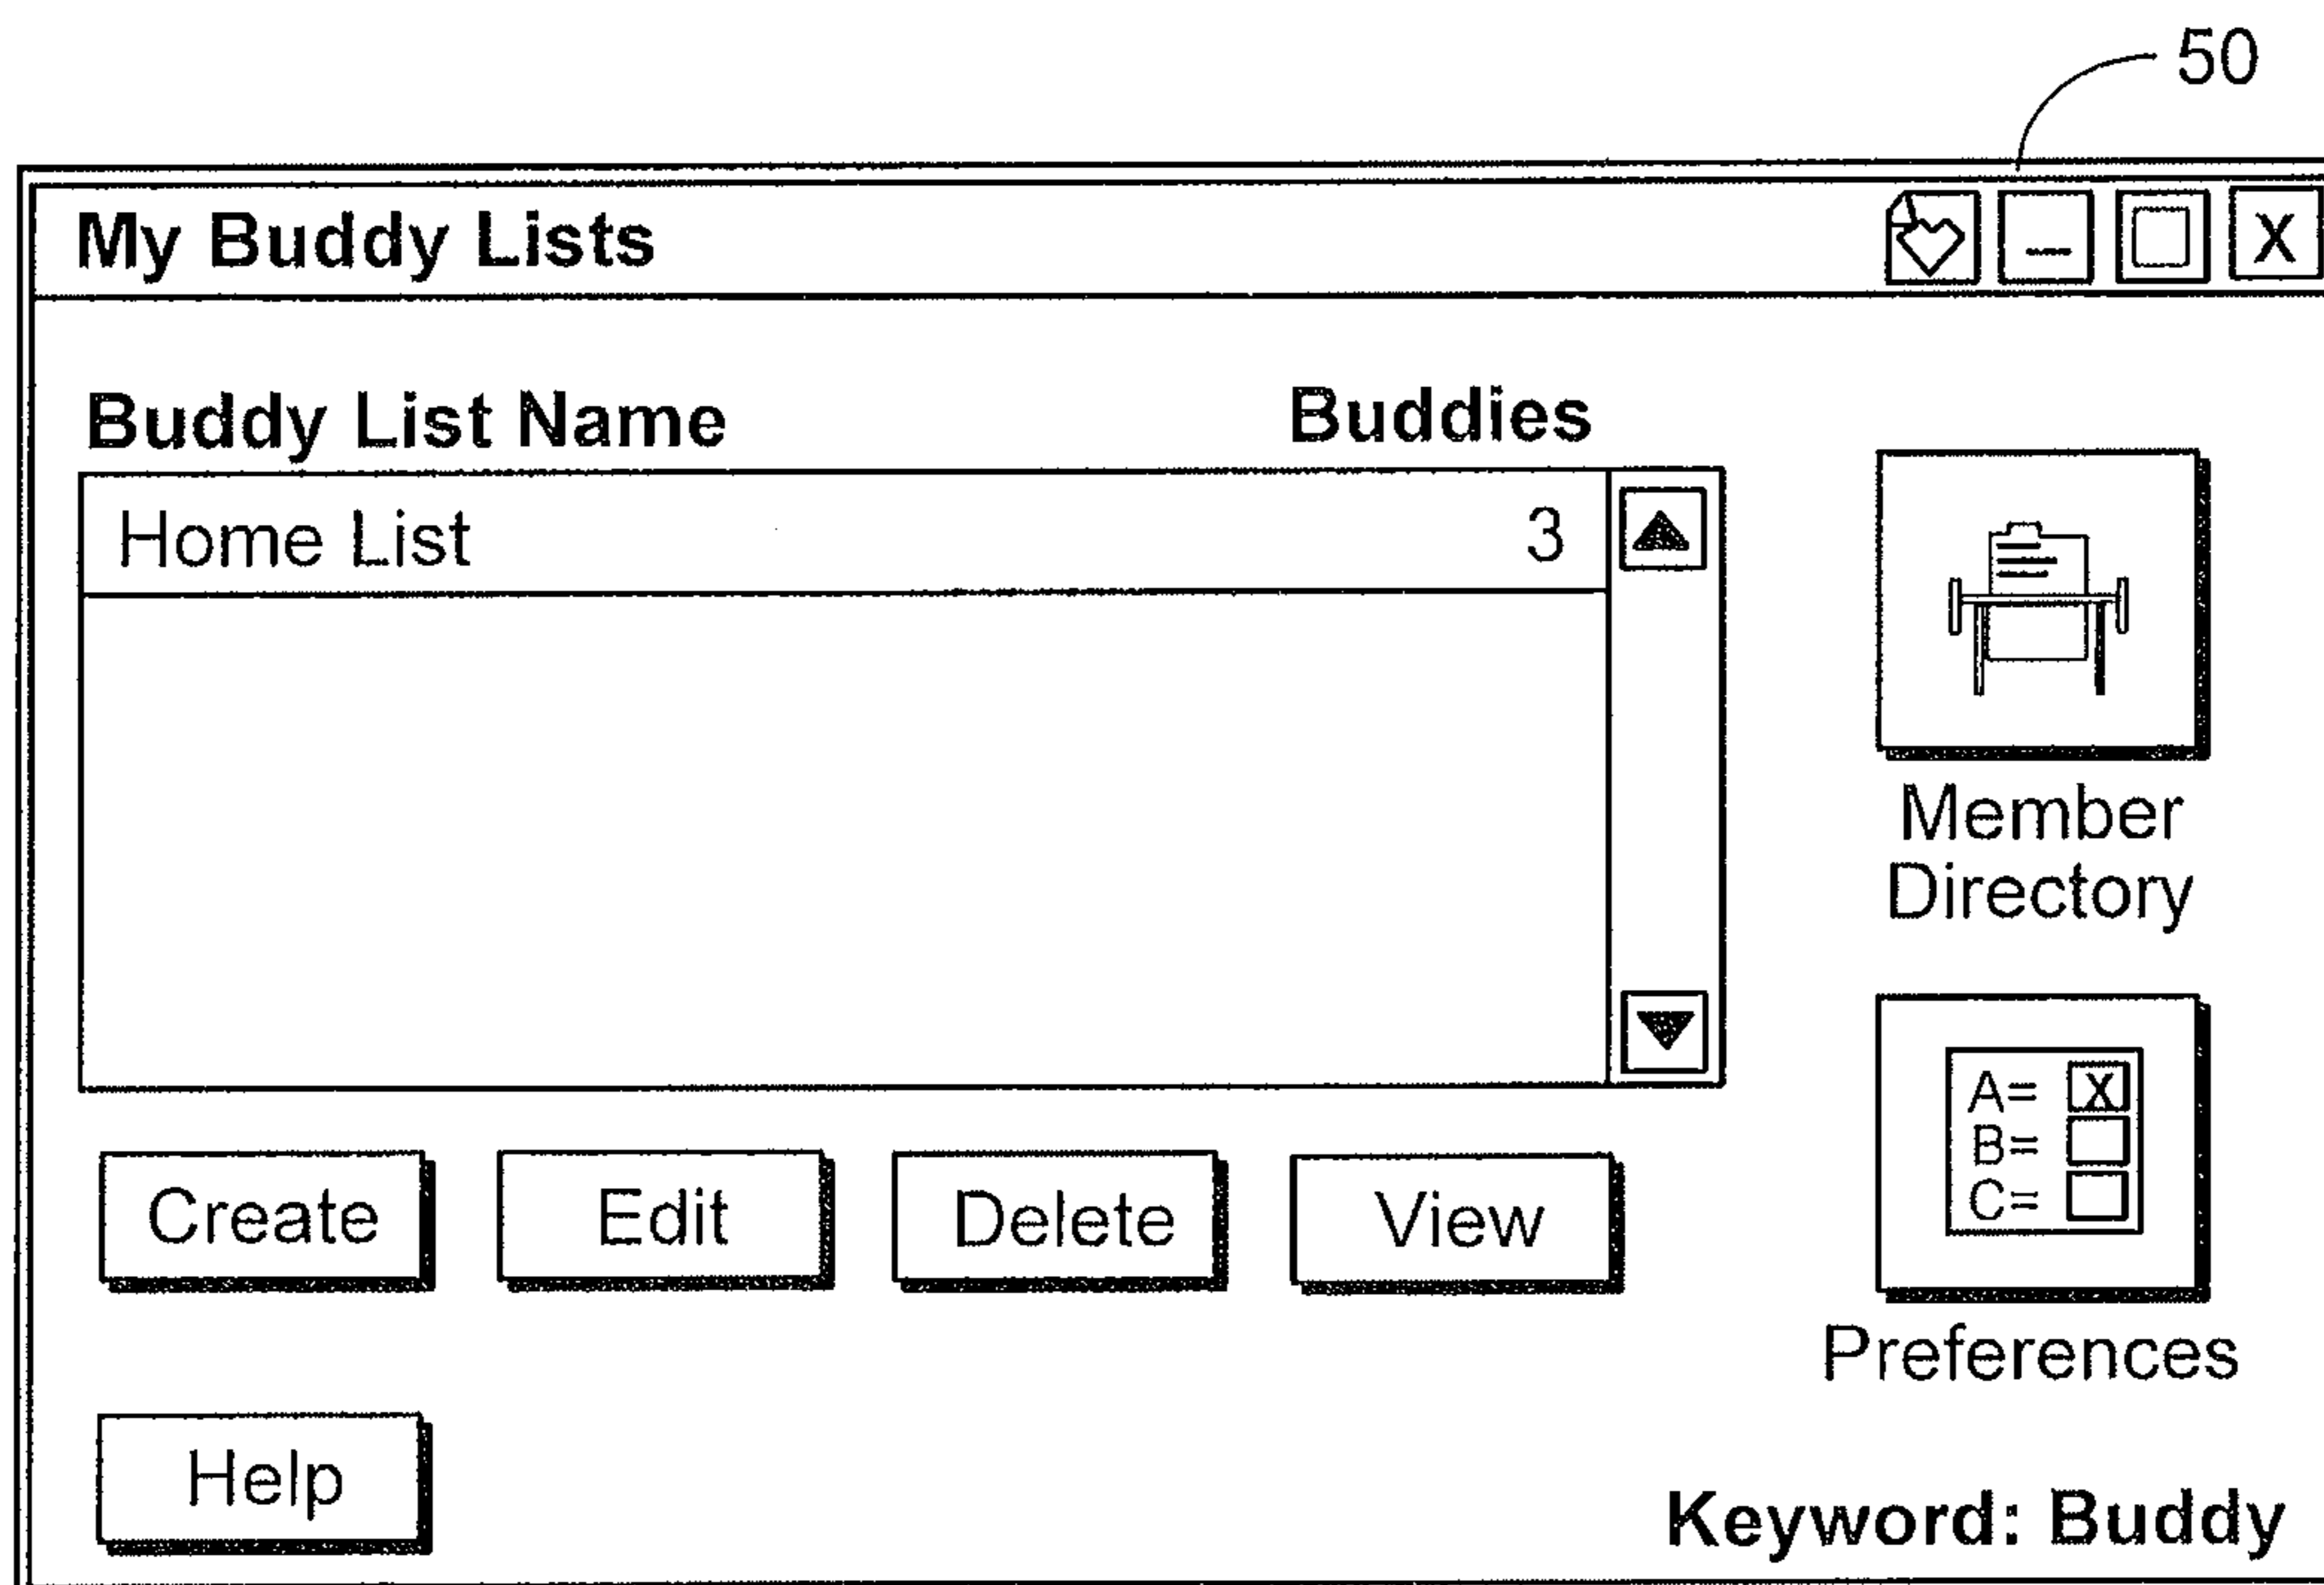 50
My Buddy Lists
X
Buddy List Name Buddies
Home List 3
Member
Directory
A= X
B=
C=
Create Edit Delete View
Preferences
Help
Keyword: Buddy